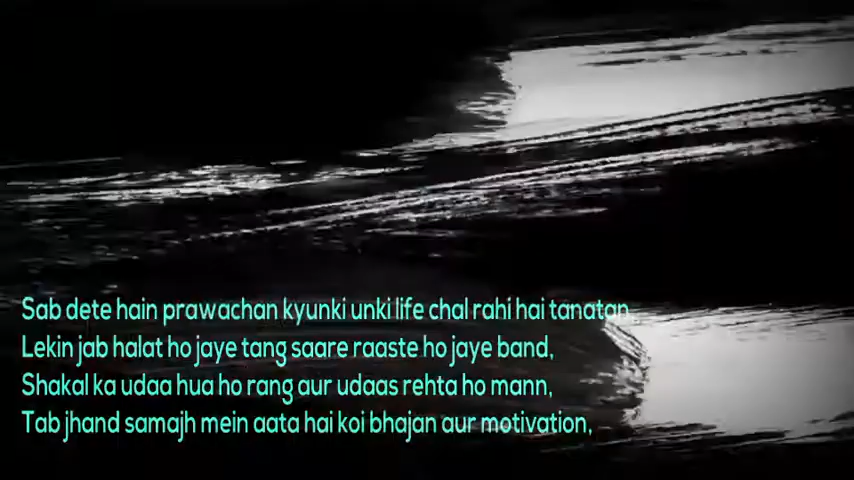 Sab dete hain prawachan kyunki unki life chal rahi hai tanatan,
Lekin jab halat ho jaye tang saare raaste ho jaye band,
Shakal ka udaa hua ho rang aur udaas rehta ho mann,
Tab jhand samajh mein aata hai koi bhajan aur motivation,